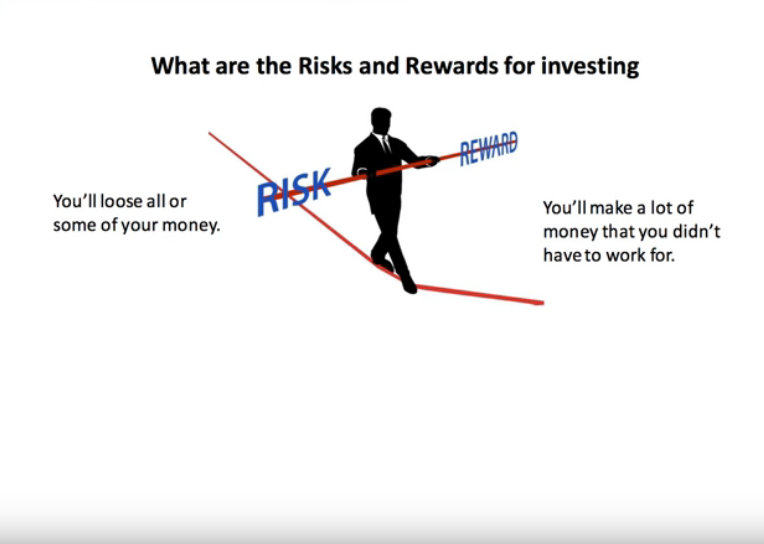 What are the Risks and Rewards for investing
RISK
REWARD
You'll loose all or
some of your money.
You'll make a lot of
money that you didn't
have to work for.